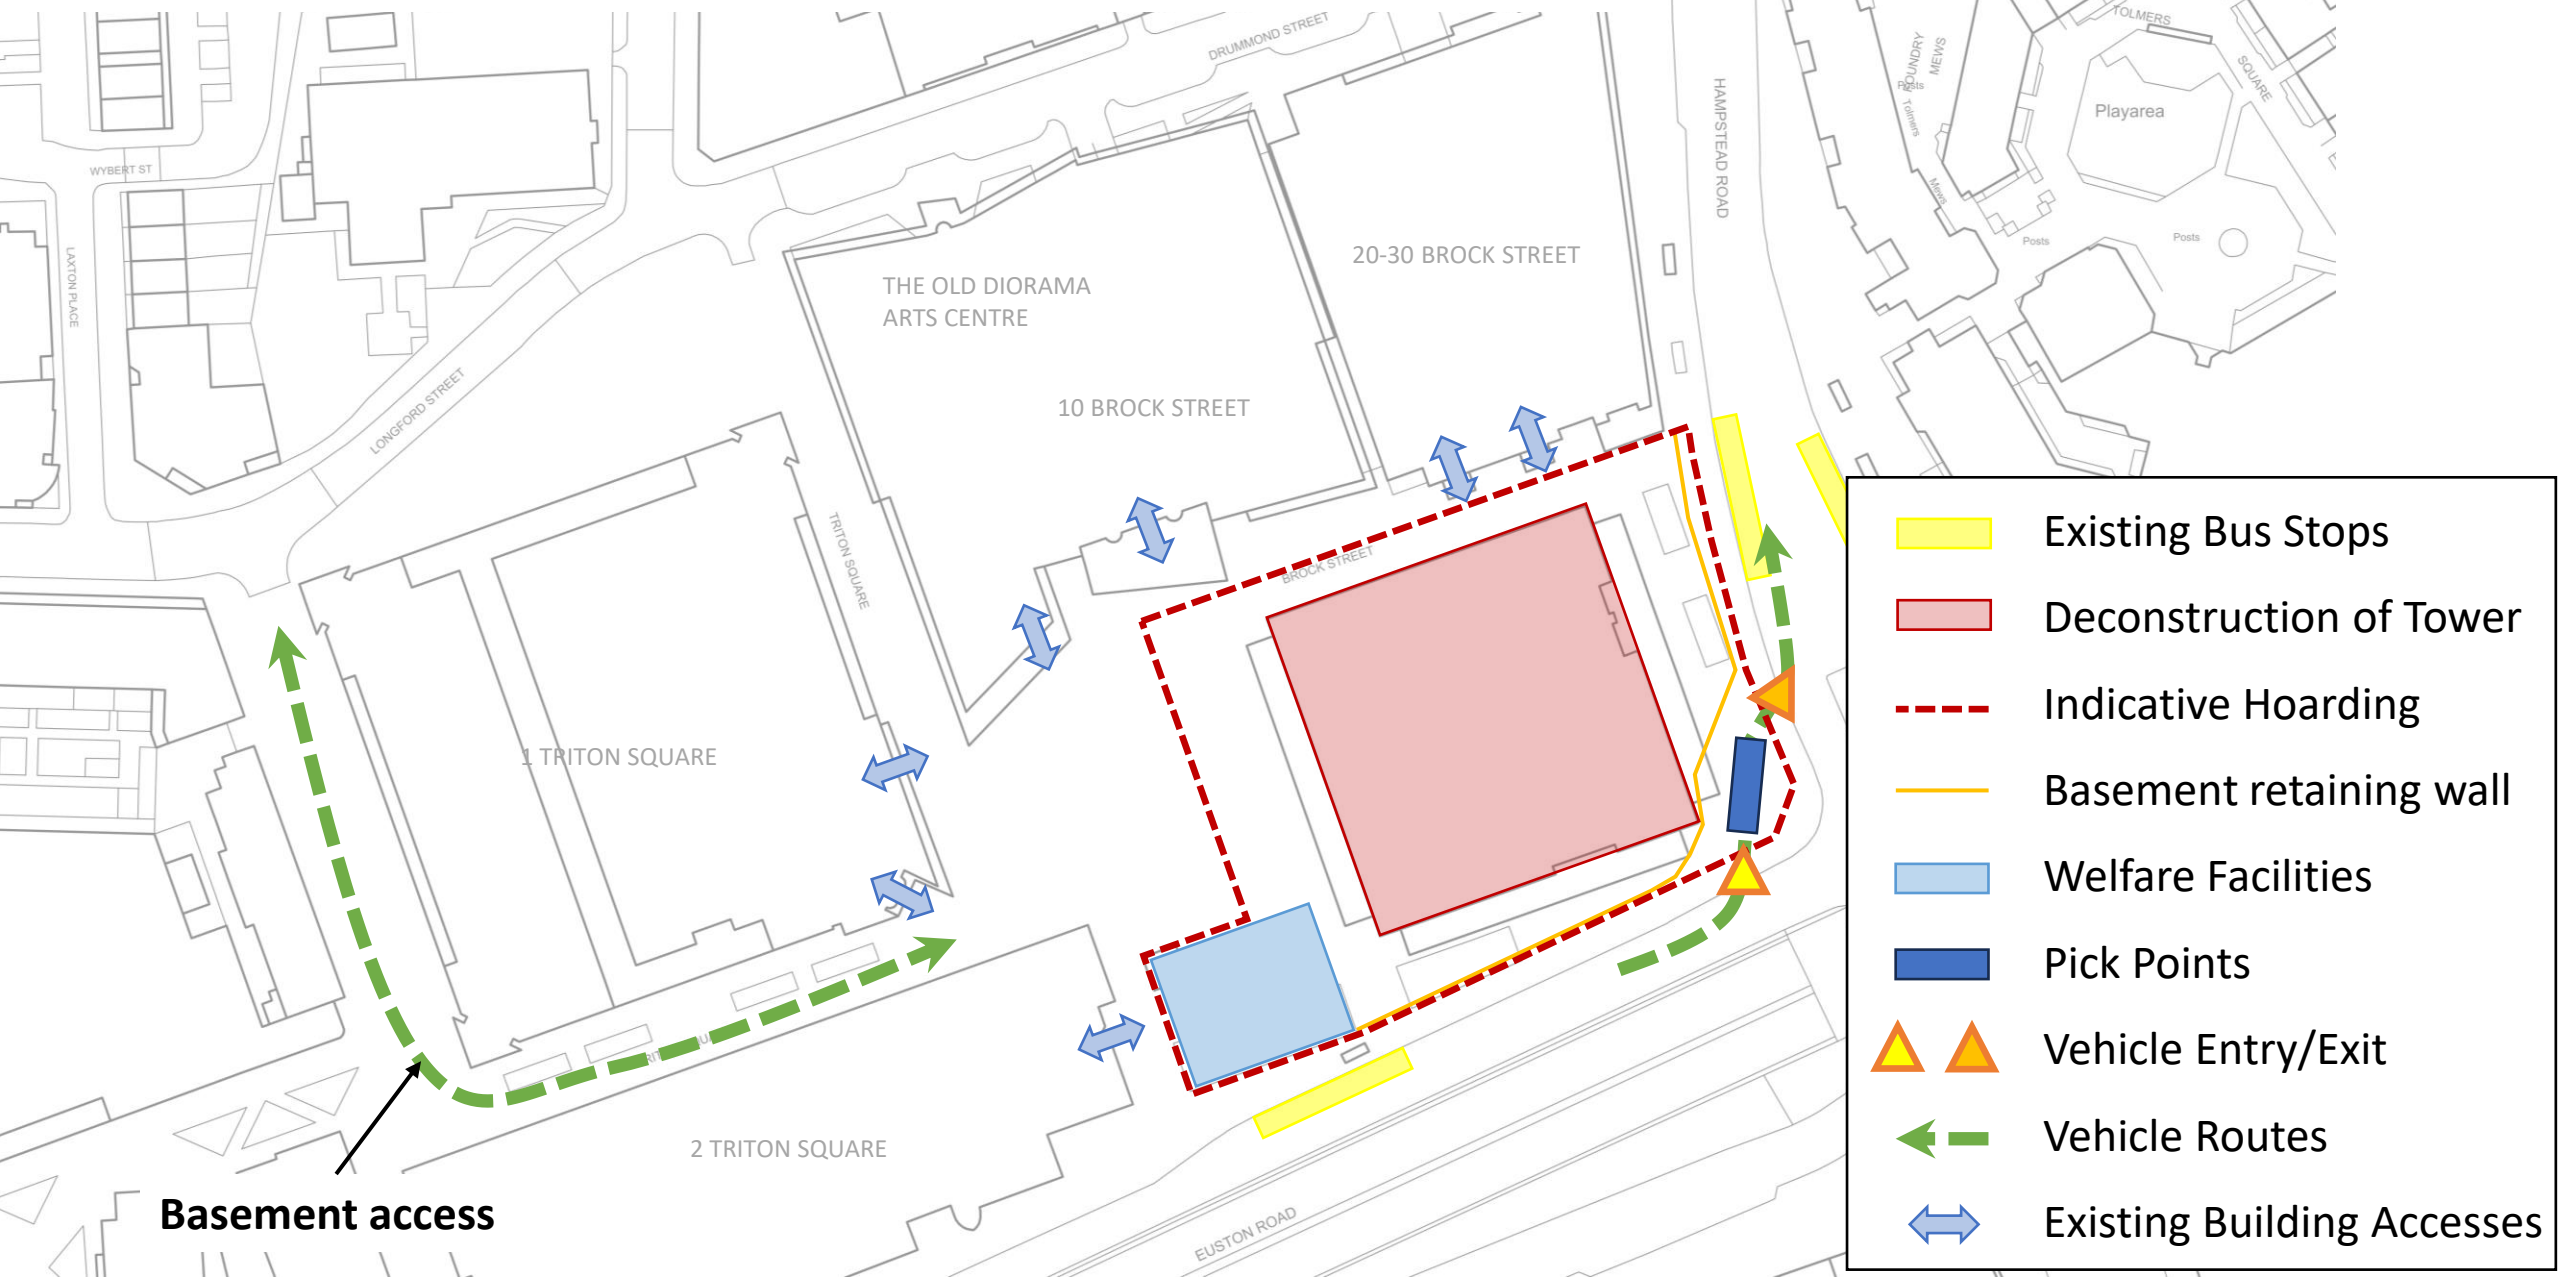 TOLMERS
SQUARE
DRUMMOND STREET
FOUNDRY
MEWS
Posts
Tolmers
Mews
Playarea
HAMPSTEAD ROAD
WYBERT ST
LAXTON PLACE
Posts
Posts
20-30 BROCK STREET
THE OLD DIORAMA
ARTS CENTRE
10 BROCK STREET
LONGFORD STREET
TRITON SQUARE
BROCK STREET
1 TRITON SQUARE
2 TRITON SQUARE
EUSTON ROAD
Basement access
Existing Bus Stops
Deconstruction of Tower
Indicative Hoarding
Basement retaining wall
Welfare Facilities
Pick Points
Vehicle Entry/Exit
Vehicle Routes
Existing Building Accesses